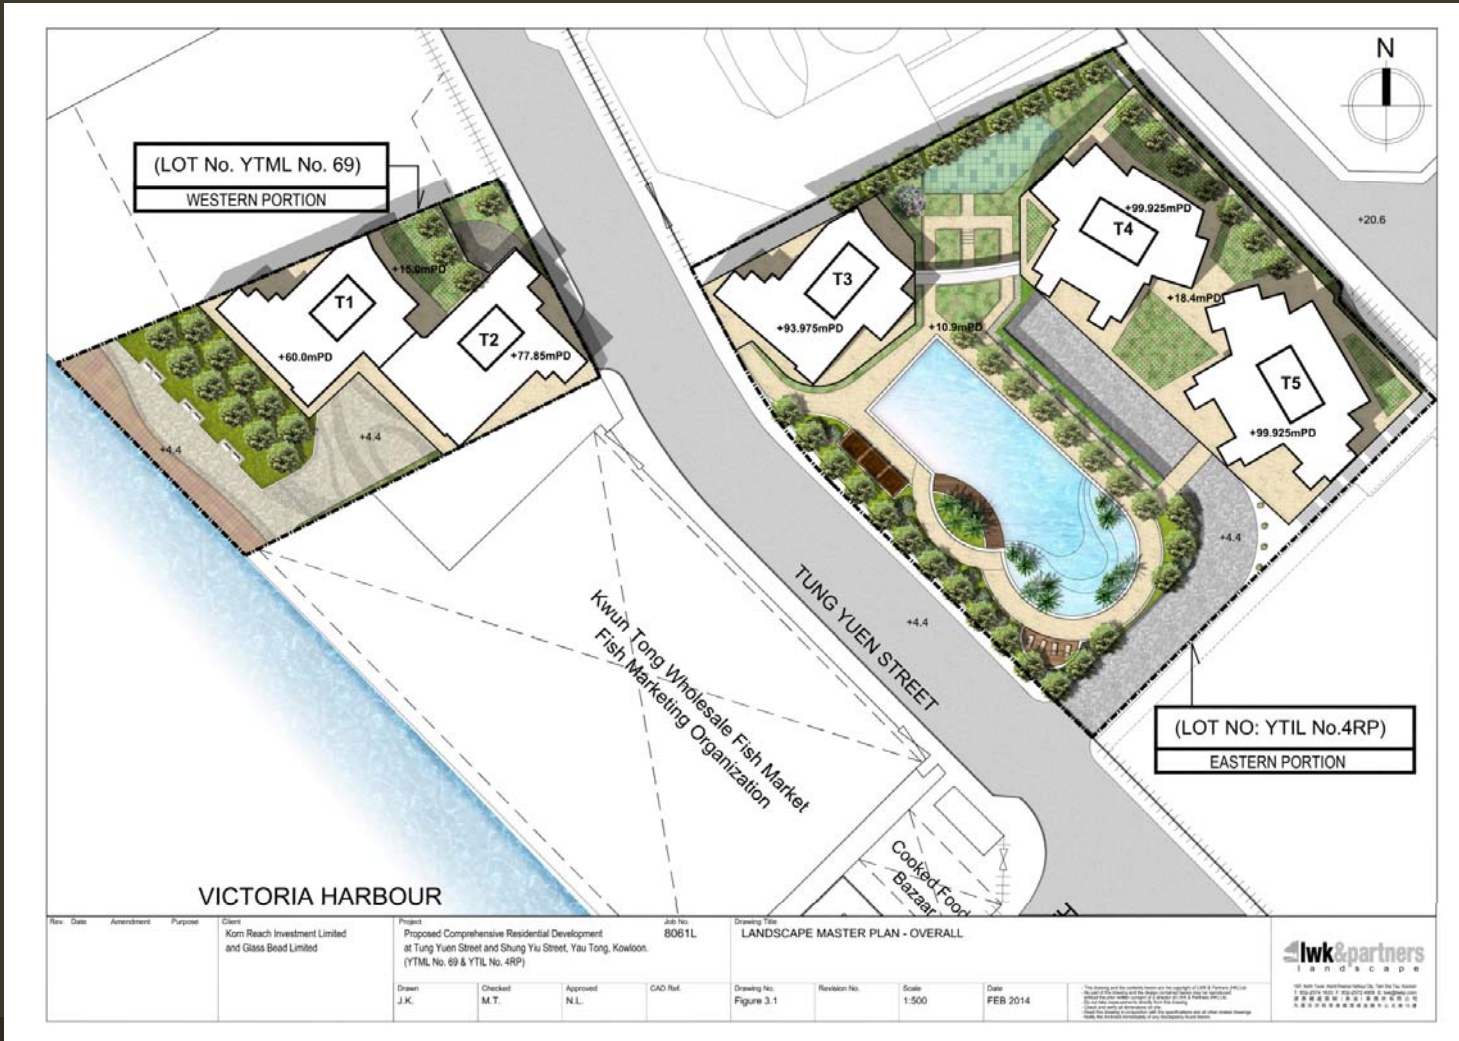 N
(LOT No. YTML No. 69)
WESTERN PORTION
+99.925mPD
T4
+20.6
+15.0mPD
T1
T3
+18.4mPD
T2
+60.0mPD
+77.85mPD
+93.975mPD
+10.9mPD
T5
+99.925mPD
+4.4
+4.4
+4.4
+4.4
TUNG YUEN STREET
Kwun Tong Wholesale Fish Market
Fish Marketing Organization
(LOT NO: YTIL No.4RP)
EASTERN PORTION
Cooked Food
Bazaar
VICTORIA HARBOUR
Rev. Date Amendment Purpose
Client
Korn Reach Investment Limited
and Glass Bead Limited
Project
Proposed Comprehensive Residential Development
at Tung Yuen Street and Shung Yiu Street, Yau Tong, Kowloon.
(YTML No. 69 & YTIL No. 4RP)
Job No.
8061L
Drawing Title
LANDSCAPE MASTER PLAN - OVERALL
Drawn
J.K.
Checked
M.T.
Approved
N.L.
CAD Ref.
Drawing No.
Figure 3.1
Revision No.
Scale
1:500
Date
FEB 2014
lwk&partners
landscape